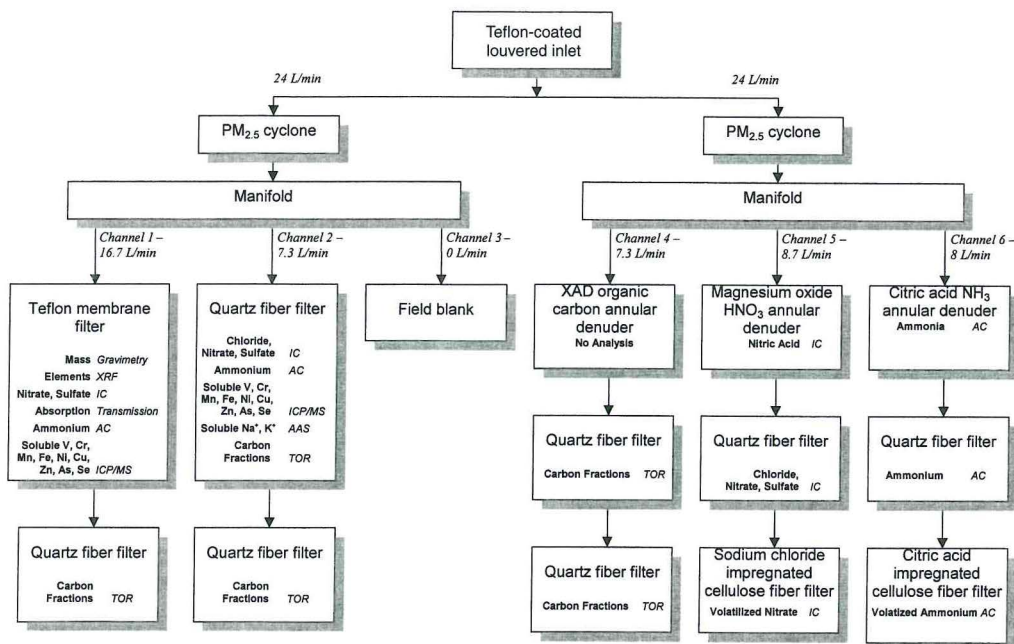 Teflon-coated
louvered inlet
24 L/min
24 L/min
PM2.5 cyclone
PM2.5 cyclone
Manifold
Manifold
Channel 1 –
16.7 L/min
Channel 2 –
7.3 L/min
Channel 3 –
0 L/min
Channel 4 –
7.3 L/min
Channel 5 –
8.7 L/min
Channel 6 –
8 L/min
Teflon membrane
filter
Mass Gravimetry
Elements XRF
Nitrate, Sulfate IC
Absorption Transmission
Ammonium AC
Soluble V, Cr,
Mn, Fe, Ni, Cu,
Zn, As, Se ICP/MS
Quartz fiber filter
Chloride,
Nitrate, Sulfate IC
Ammonium AC
Soluble V, Cr,
Mn, Fe, Ni, Cu,
Zn, As, Se ICP/MS
Soluble Na+, K+ AAS
Carbon
Fractions TOR
Field blank
XAD organic
carbon annular
denuder
No Analysis
Magnesium oxide
HNO3 annular
denuder
Nitric Acid IC
Citric acid NH3
annular denuder
Ammonia AC
Quartz fiber filter
Carbon Fractions TOR
Quartz fiber filter
Chloride,
Nitrate, Sulfate IC
Quartz fiber filter
Ammonium AC
Quartz fiber filter
Carbon
Fractions TOR
Quartz fiber filter
Carbon
Fractions TOR
Quartz fiber filter
Carbon Fractions TOR
Sodium chloride
impregnated
cellulose fiber filter
Volatilized Nitrate IC
Citric acid
impregnated
cellulose fiber filter
Volatized Ammonium AC